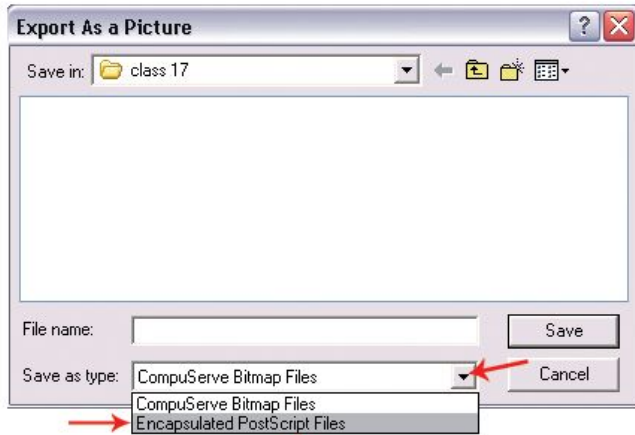 Export As a Picture
Save in: class 17
File name:
Save
Save as type: CompuServe Bitmap Files
Cancel
CompuServe Bitmap Files
Encapsulated PostScript Files